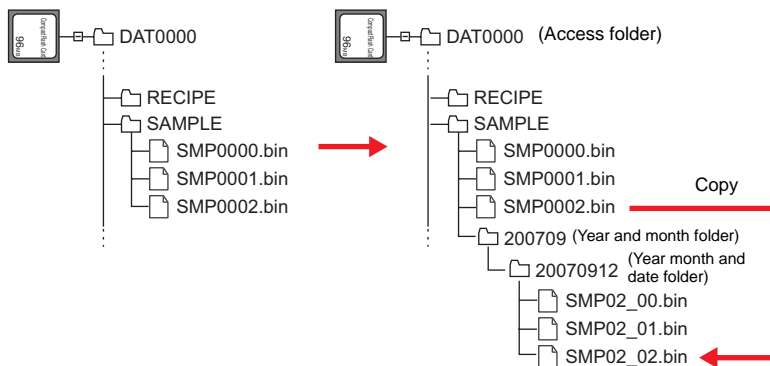 CompactFlash Card
96MB
DAT0000
RECIPE
SAMPLE
SMP0000.bin
SMP0001.bin
SMP0002.bin
CompactFlash Card
96MB
DAT0000 (Access folder)
RECIPE
SAMPLE
SMP0000.bin
SMP0001.bin
SMP0002.bin
Copy
200709 (Year and month folder)
20070912 (Year month and
date folder)
SMP02_00.bin
SMP02_01.bin
SMP02_02.bin